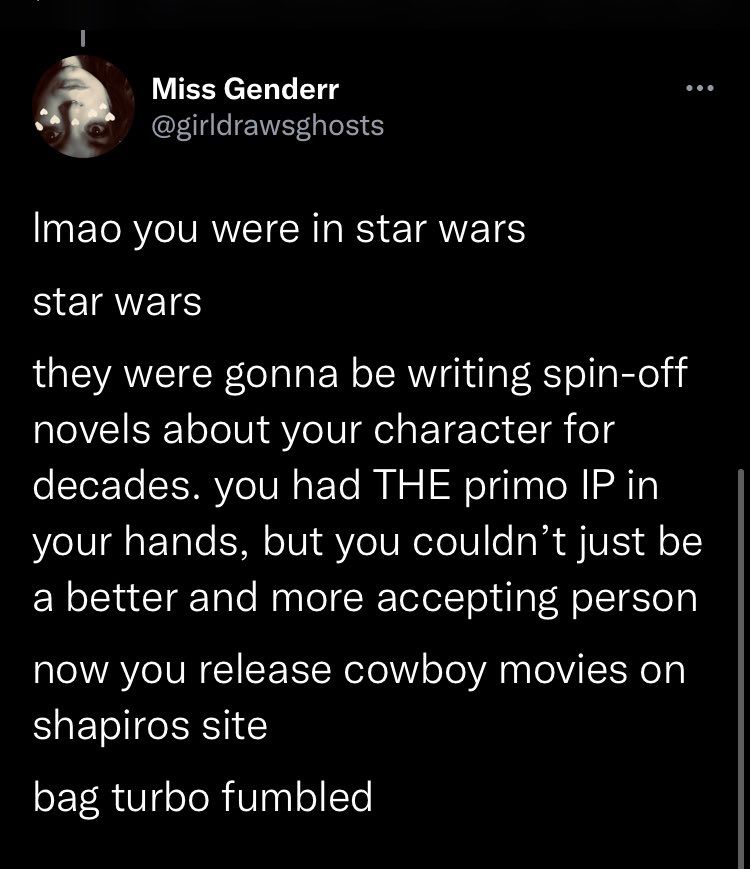 Miss Genderr
@girldrawsghosts
lmao you were in star wars
star wars
they were gonna be writing spin-off
novels about your character for
decades. you had THE primo IP in
your hands, but you couldn’t just be
a better and more accepting person
now you release cowboy movies on
shapiros site
bag turbo fumbled